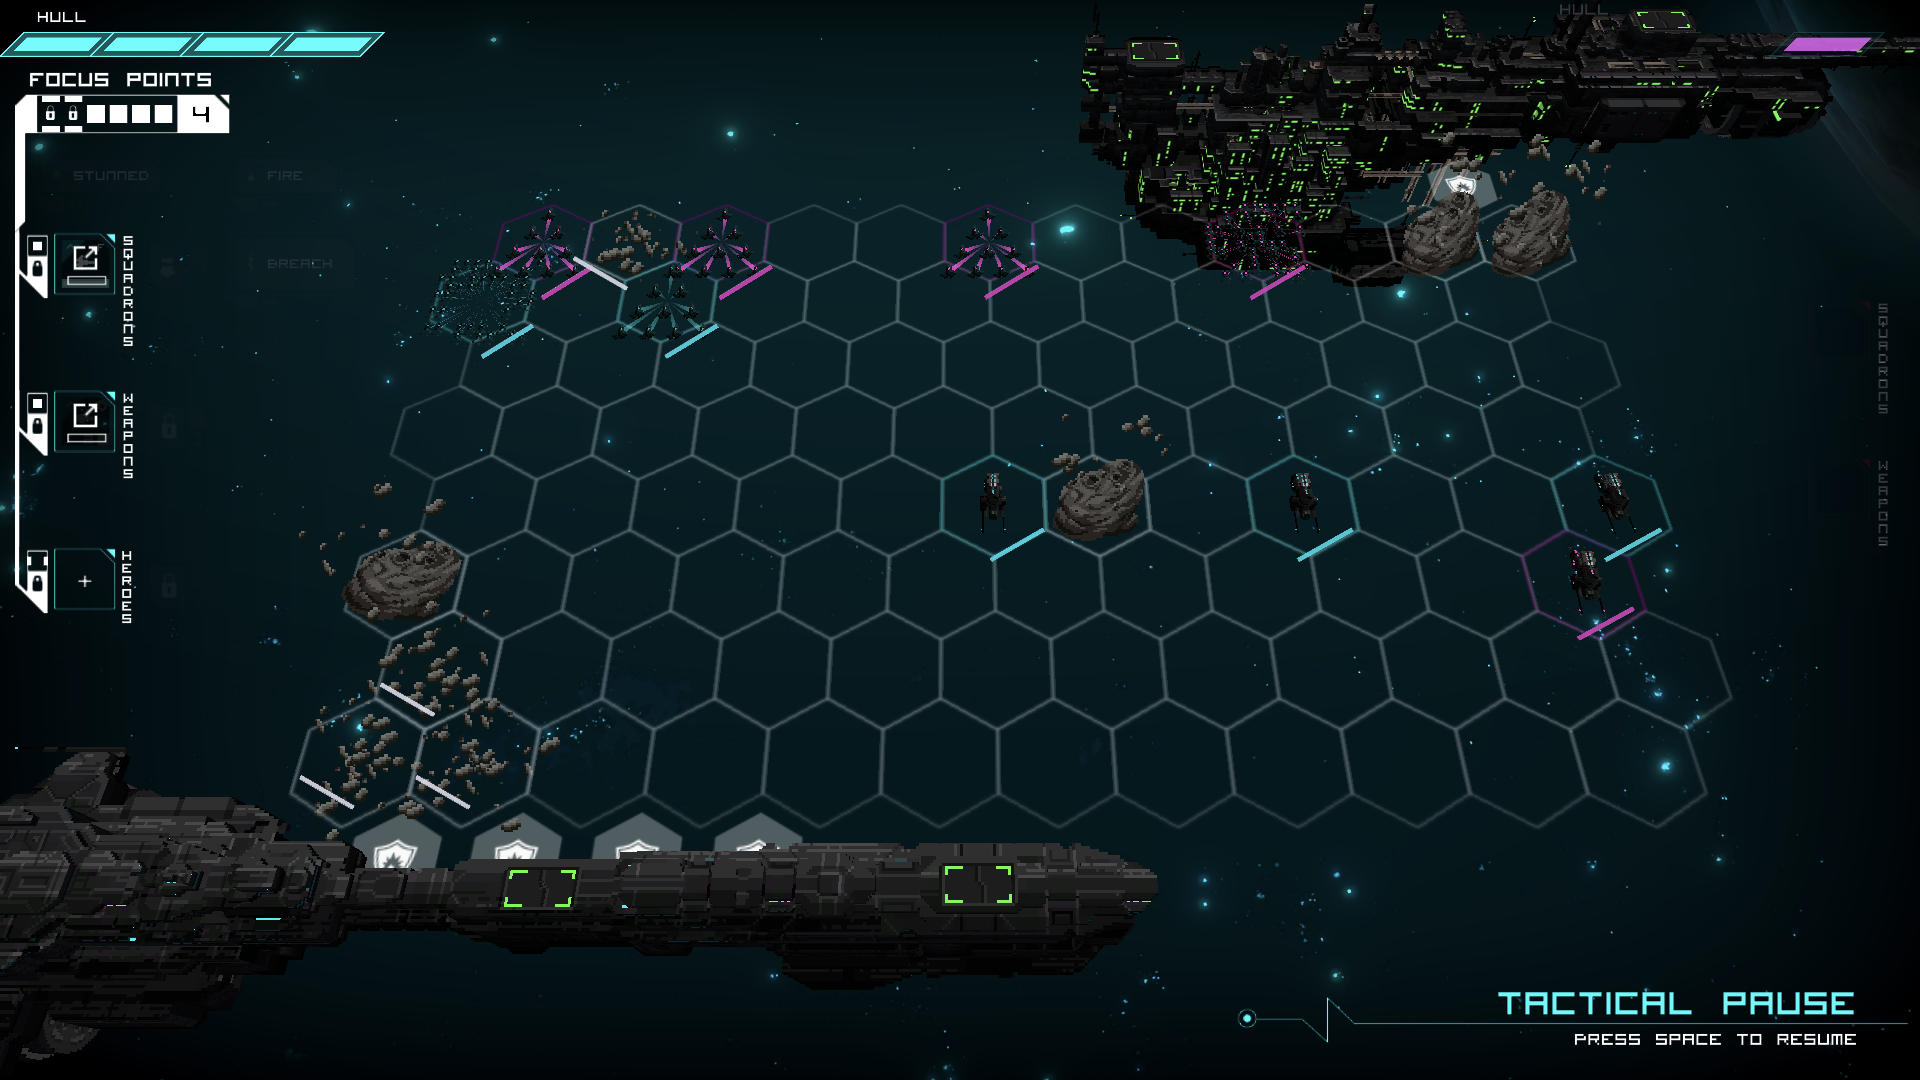 HULL
HULL
FOCUS POINTS
4
STUNNED
FIRE
BREACH
SQUADRONS
WEAPONS
HEROES
SQUADRONS
WEAPONS
TACTICAL PAUSE
PRESS SPACE TO RESUME